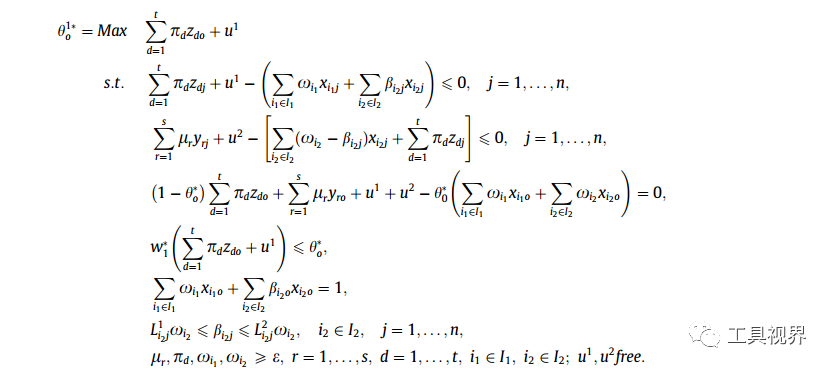 θ_o^{1*} = Max ∑_{d=1}^{t} π_d z_{do} + u^1
s.t. ∑_{d=1}^{t} π_d z_{dj} + u^1 − (∑_{i_1∈I_1} ω_{i_1} x_{i_1 j} + ∑_{i_2∈I_2} β_{i_2 j} x_{i_2 j}) ⩽ 0, j = 1,...,n,
∑_{r=1}^{s} μ_r y_{rj} + u^2 − [∑_{i_2∈I_2} (ω_{i_2} − β_{i_2 j}) x_{i_2 j} + ∑_{d=1}^{t} π_d z_{dj}] ⩽ 0, j = 1,...,n,
(1 − θ_o^*) ∑_{d=1}^{t} π_d z_{do} + ∑_{r=1}^{s} μ_r y_{ro} + u^1 + u^2 − θ_0^* (∑_{i_1∈I_1} ω_{i_1} x_{i_1 o} + ∑_{i_2∈I_2} ω_{i_2} x_{i_2 o}) = 0,
w_1^* (∑_{d=1}^{t} π_d z_{do} + u^1) ⩽ θ_o^*,
∑_{i_1∈I_1} ω_{i_1} x_{i_1 o} + ∑_{i_2∈I_2} β_{i_2 o} x_{i_2 o} = 1,
L_{i_2 j}^1 ω_{i_2} ⩽ β_{i_2 j} ⩽ L_{i_2 j}^2 ω_{i_2}, i_2 ∈ I_2, j = 1,...,n,
μ_r, π_d, ω_{i_1}, ω_{i_2} ⩾ ε, r = 1,...,s, d = 1,...,t, i_1 ∈ I_1, i_2 ∈ I_2; u^1, u^2 free.
工具视界